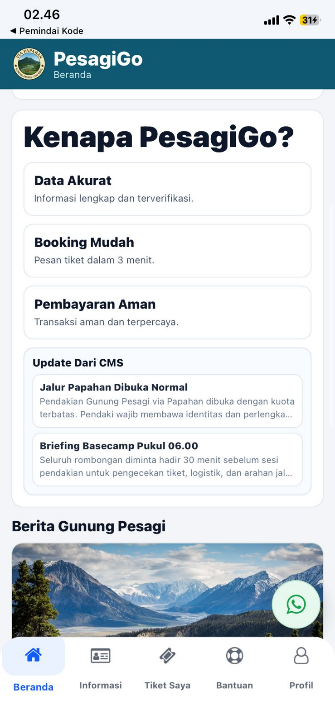 02.46
31
◀ Pemindai Kode
PesagiGo
Beranda
Kenapa PesagiGo?
Data Akurat
Informasi lengkap dan terverifikasi.
Booking Mudah
Pesan tiket dalam 3 menit.
Pembayaran Aman
Transaksi aman dan terpercaya.
Update Dari CMS
Jalur Papahan Dibuka Normal
Pendakian Gunung Pesagi via Papahan dibuka dengan kuota
terbatas. Pendaki wajib membawa identitas dan perlengka...
Briefing Basecamp Pukul 06.00
Seluruh rombongan diminta hadir 30 menit sebelum sesi
pendakian untuk pengecekan tiket, logistik, dan arahan jal...
Berita Gunung Pesagi
Beranda
Informasi
Tiket Saya
Bantuan
Profil